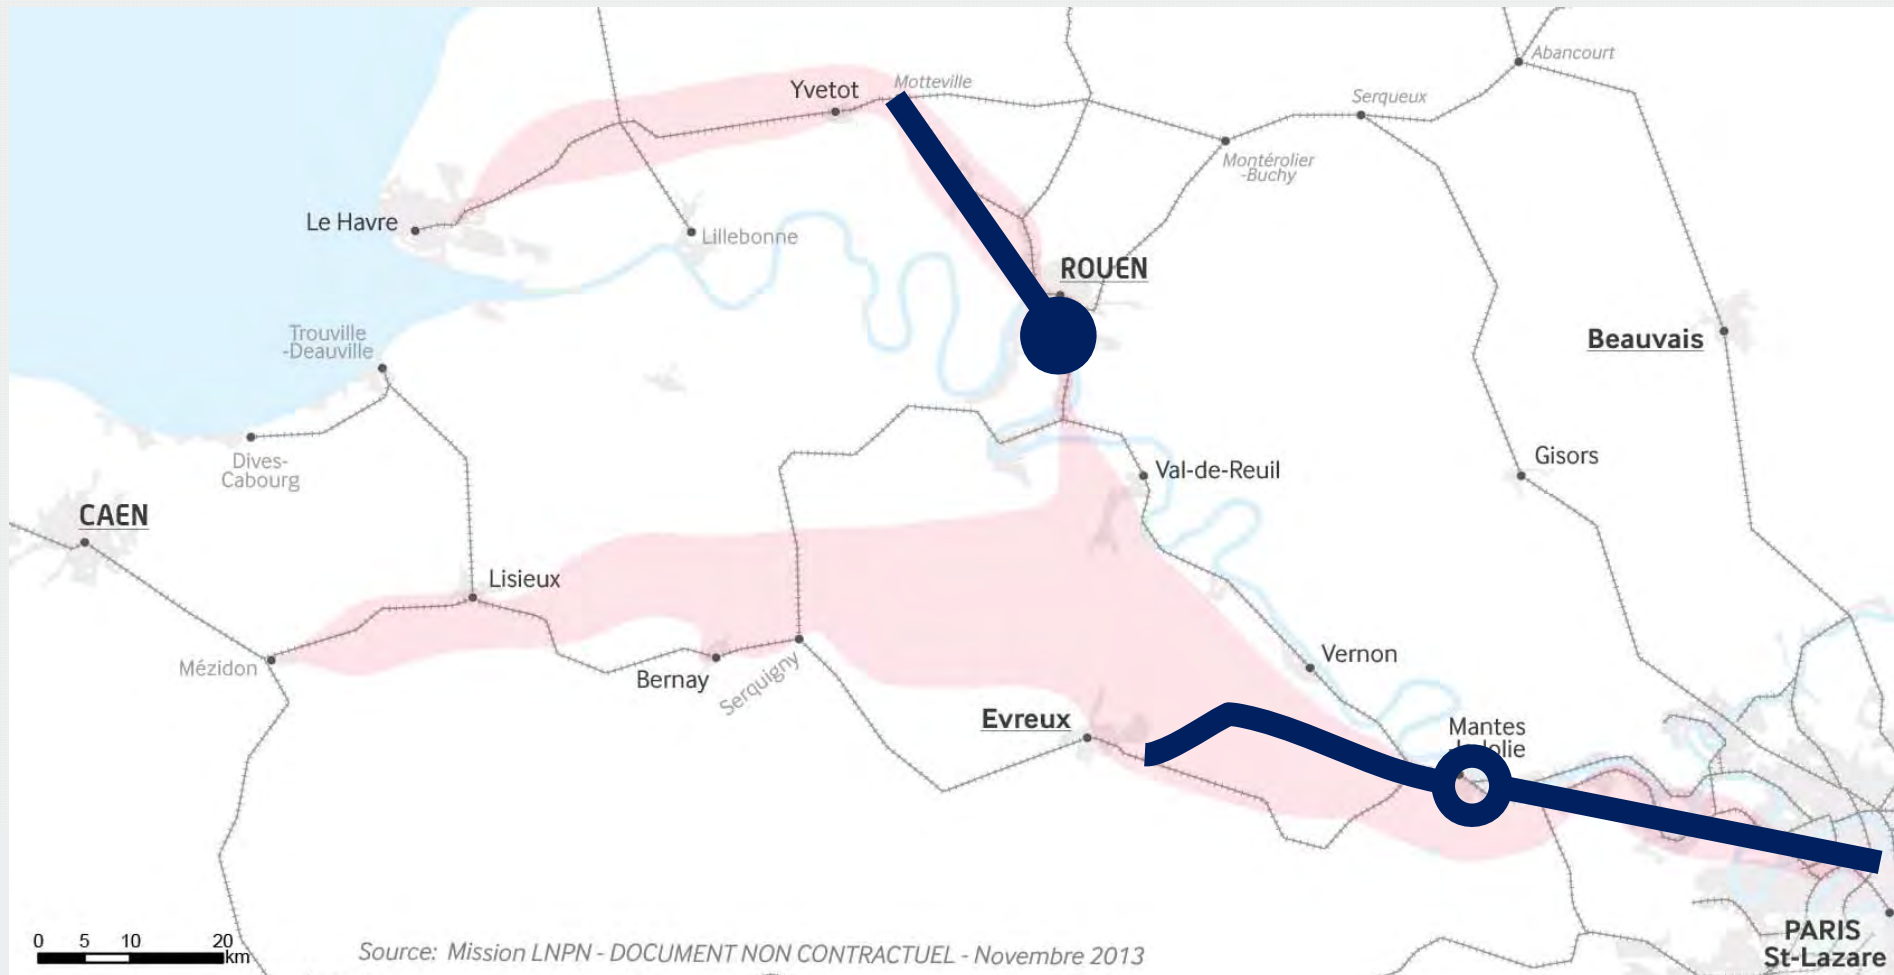 Abancourt
Motteville
Yvetot
Serqueux
Montérolier
-Buchy
Le Havre
Lillebonne
ROUEN
Trouville
-Deauville
Beauvais
Dives-
Cabourg
Gisors
Val-de-Reuil
CAEN
Lisieux
Vernon
Mézidon
Bernay
Serquigny
Evreux
Mantes
Jolie
PARIS
St-Lazare
0 5 10 20
km
Source: Mission LNPN - DOCUMENT NON CONTRACTUEL - Novembre 2013